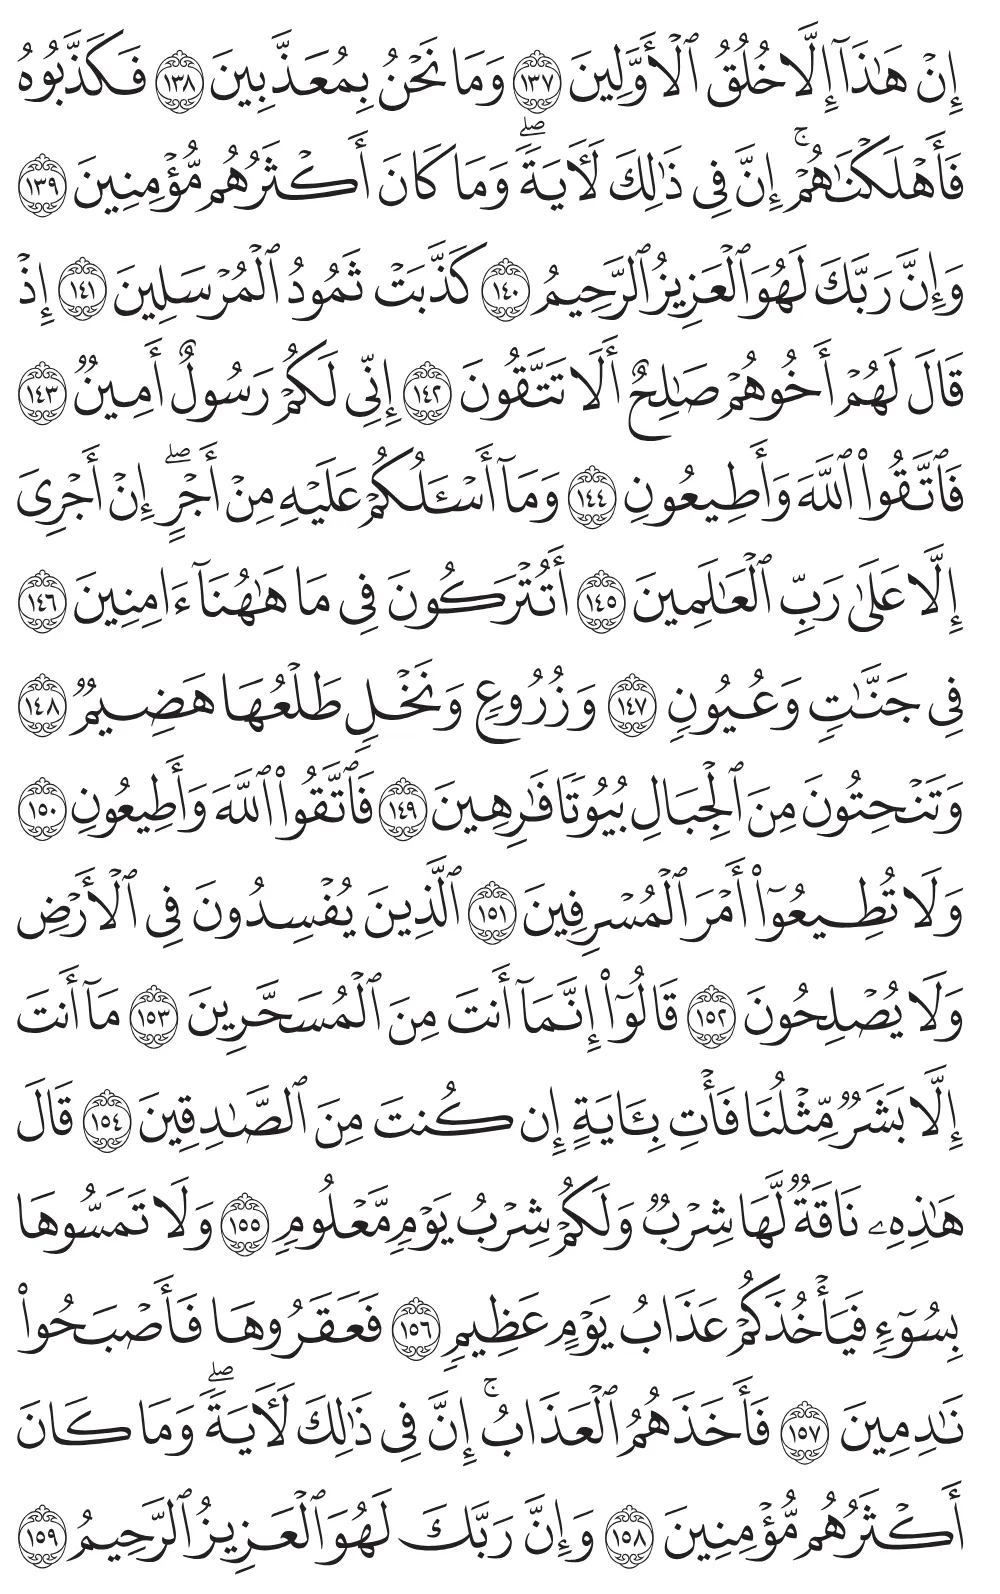 إِنْ هَٰذَآ إِلَّا خُلُقُ ٱلْأَوَّلِينَ ١٣٧ وَمَا نَحْنُ بِمُعَذَّبِينَ ١٣٨ فَكَذَّبُوهُ
فَأَهْلَكْنَٰهُمْ ۚ إِنَّ فِى ذَٰلِكَ لَءَايَةً ۖ وَمَا كَانَ أَكْثَرُهُم مُّؤْمِنِينَ ١٣٩
وَإِنَّ رَبَّكَ لَهُوَ ٱلْعَزِيزُ ٱلرَّحِيمُ ١٤٠ كَذَّبَتْ ثَمُودُ ٱلْمُرْسَلِينَ ١٤١ إِذْ
قَالَ لَهُمْ أَخُوهُمْ صَٰلِحٌ أَلَا تَتَّقُونَ ١٤٢ إِنِّى لَكُمْ رَسُولٌ أَمِينٌ ١٤٣
فَٱتَّقُوا۟ ٱللَّهَ وَأَطِيعُونِ ١٤٤ وَمَآ أَسْـَٔلُكُمْ عَلَيْهِ مِنْ أَجْرٍ ۖ إِنْ أَجْرِىَ
إِلَّا عَلَىٰ رَبِّ ٱلْعَٰلَمِينَ ١٤٥ أَتُتْرَكُونَ فِى مَا هَٰهُنَآ ءَامِنِينَ ١٤٦
فِى جَنَّٰتٍ وَعُيُونٍ ١٤٧ وَزُرُوعٍ وَنَخْلٍ طَلْعُهَا هَضِيمٌ ١٤٨
وَتَنْحِتُونَ مِنَ ٱلْجِبَالِ بُيُوتًا فَٰرِهِينَ ١٤٩ فَٱتَّقُوا۟ ٱللَّهَ وَأَطِيعُونِ ١٥٠
وَلَا تُطِيعُوٓا۟ أَمْرَ ٱلْمُسْرِفِينَ ١٥١ ٱلَّذِينَ يُفْسِدُونَ فِى ٱلْأَرْضِ
وَلَا يُصْلِحُونَ ١٥٢ قَالُوٓا۟ إِنَّمَآ أَنتَ مِنَ ٱلْمُسَحَّرِينَ ١٥٣ مَآ أَنتَ
إِلَّا بَشَرٌ مِّثْلُنَا فَأْتِ بِـَٔايَةٍ إِن كُنتَ مِنَ ٱلصَّٰدِقِينَ ١٥٤ قَالَ
هَٰذِهِۦ نَاقَةٌ لَّهَا شِرْبٌ وَلَكُمْ شِرْبُ يَوْمٍ مَّعْلُومٍ ١٥٥ وَلَا تَمَسُّوهَا
بِسُوٓءٍ فَيَأْخُذَكُمْ عَذَابُ يَوْمٍ عَظِيمٍ ١٥٦ فَعَقَرُوهَا فَأَصْبَحُوا۟
نَٰدِمِينَ ١٥٧ فَأَخَذَهُمُ ٱلْعَذَابُ ۚ إِنَّ فِى ذَٰلِكَ لَءَايَةً ۖ وَمَا كَانَ
أَكْثَرُهُم مُّؤْمِنِينَ ١٥٨ وَإِنَّ رَبَّكَ لَهُوَ ٱلْعَزِيزُ ٱلرَّحِيمُ ١٥٩